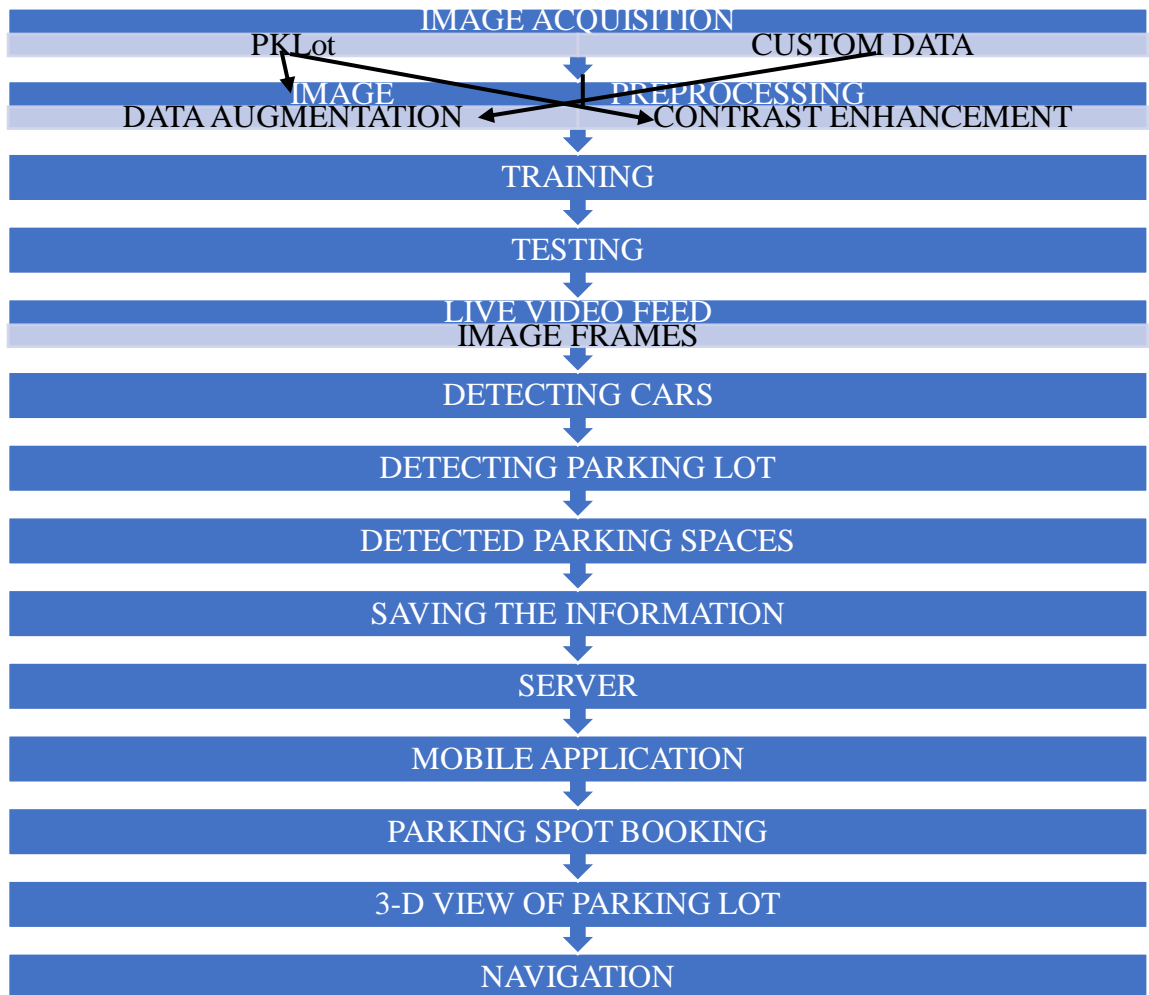 IMAGE ACQUISITION
PKLot CUSTOM DATA
IMAGE PREPROCESSING
DATA AUGMENTATION CONTRAST ENHANCEMENT
TRAINING
TESTING
LIVE VIDEO FEED
IMAGE FRAMES
DETECTING CARS
DETECTING PARKING LOT
DETECTED PARKING SPACES
SAVING THE INFORMATION
SERVER
MOBILE APPLICATION
PARKING SPOT BOOKING
3-D VIEW OF PARKING LOT
NAVIGATION